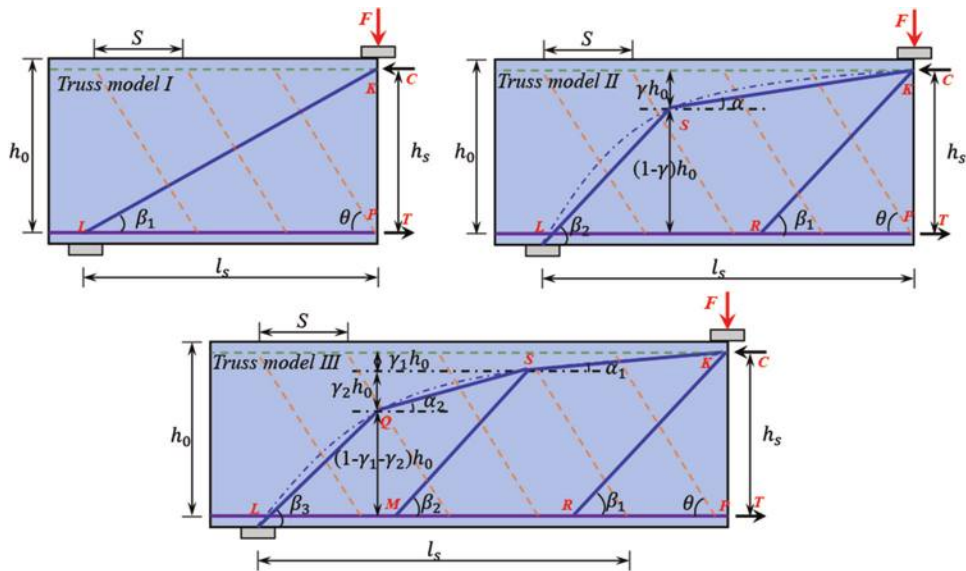 F
S
C
Truss model I
K
h₀
hₛ
L
β₁
θ
P
T
lₛ
F
S
C
Truss model II
γh₀
K
α
S
h₀
(1-γ)h₀
hₛ
L
β₂
R
β₁
θ
P
T
lₛ
F
S
Truss model III
γ₁h₀
S
K
C
γ₂h₀
α₁
α₂
Q
h₀
(1-γ₁-γ₂)h₀
hₛ
L
β₃
M
β₂
R
β₁
θ
P
T
lₛ